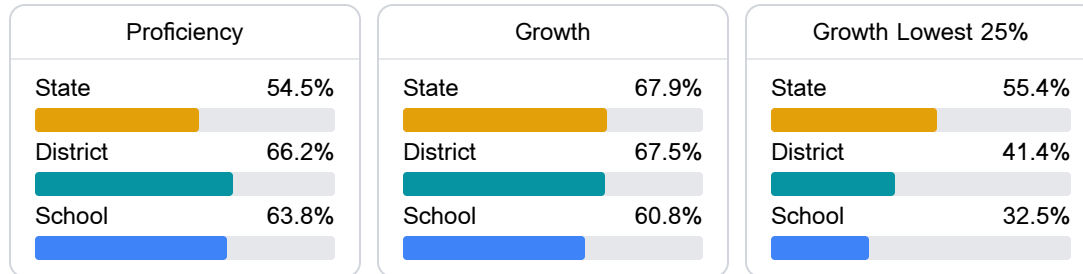 Proficiency
State 54.5%
District 66.2%
School 63.8%
Growth
State 67.9%
District 67.5%
School 60.8%
Growth Lowest 25%
State 55.4%
District 41.4%
School 32.5%